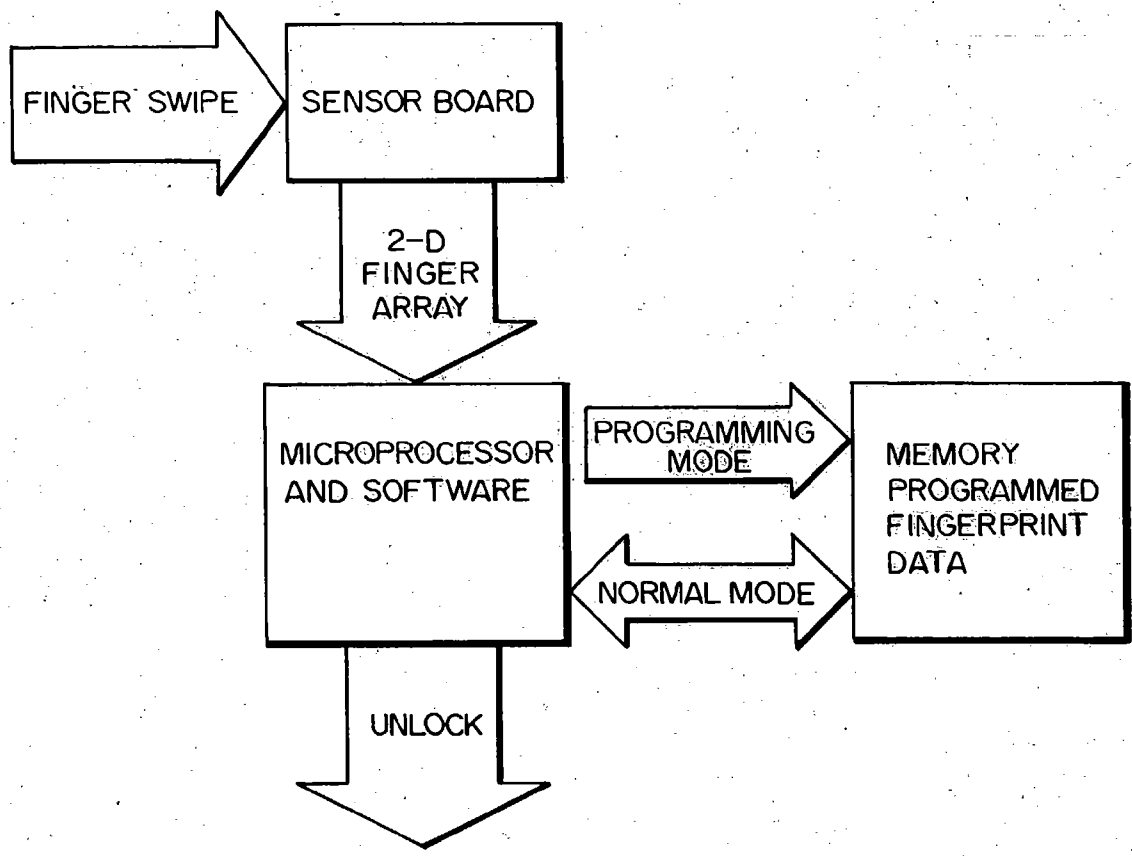 FINGER SWIPE
SENSOR BOARD
2-D
FINGER
ARRAY
MICROPROCESSOR
AND SOFTWARE
PROGRAMMING
MODE
MEMORY
PROGRAMMED
FINGERPRINT
DATA
NORMAL MODE
UNLOCK